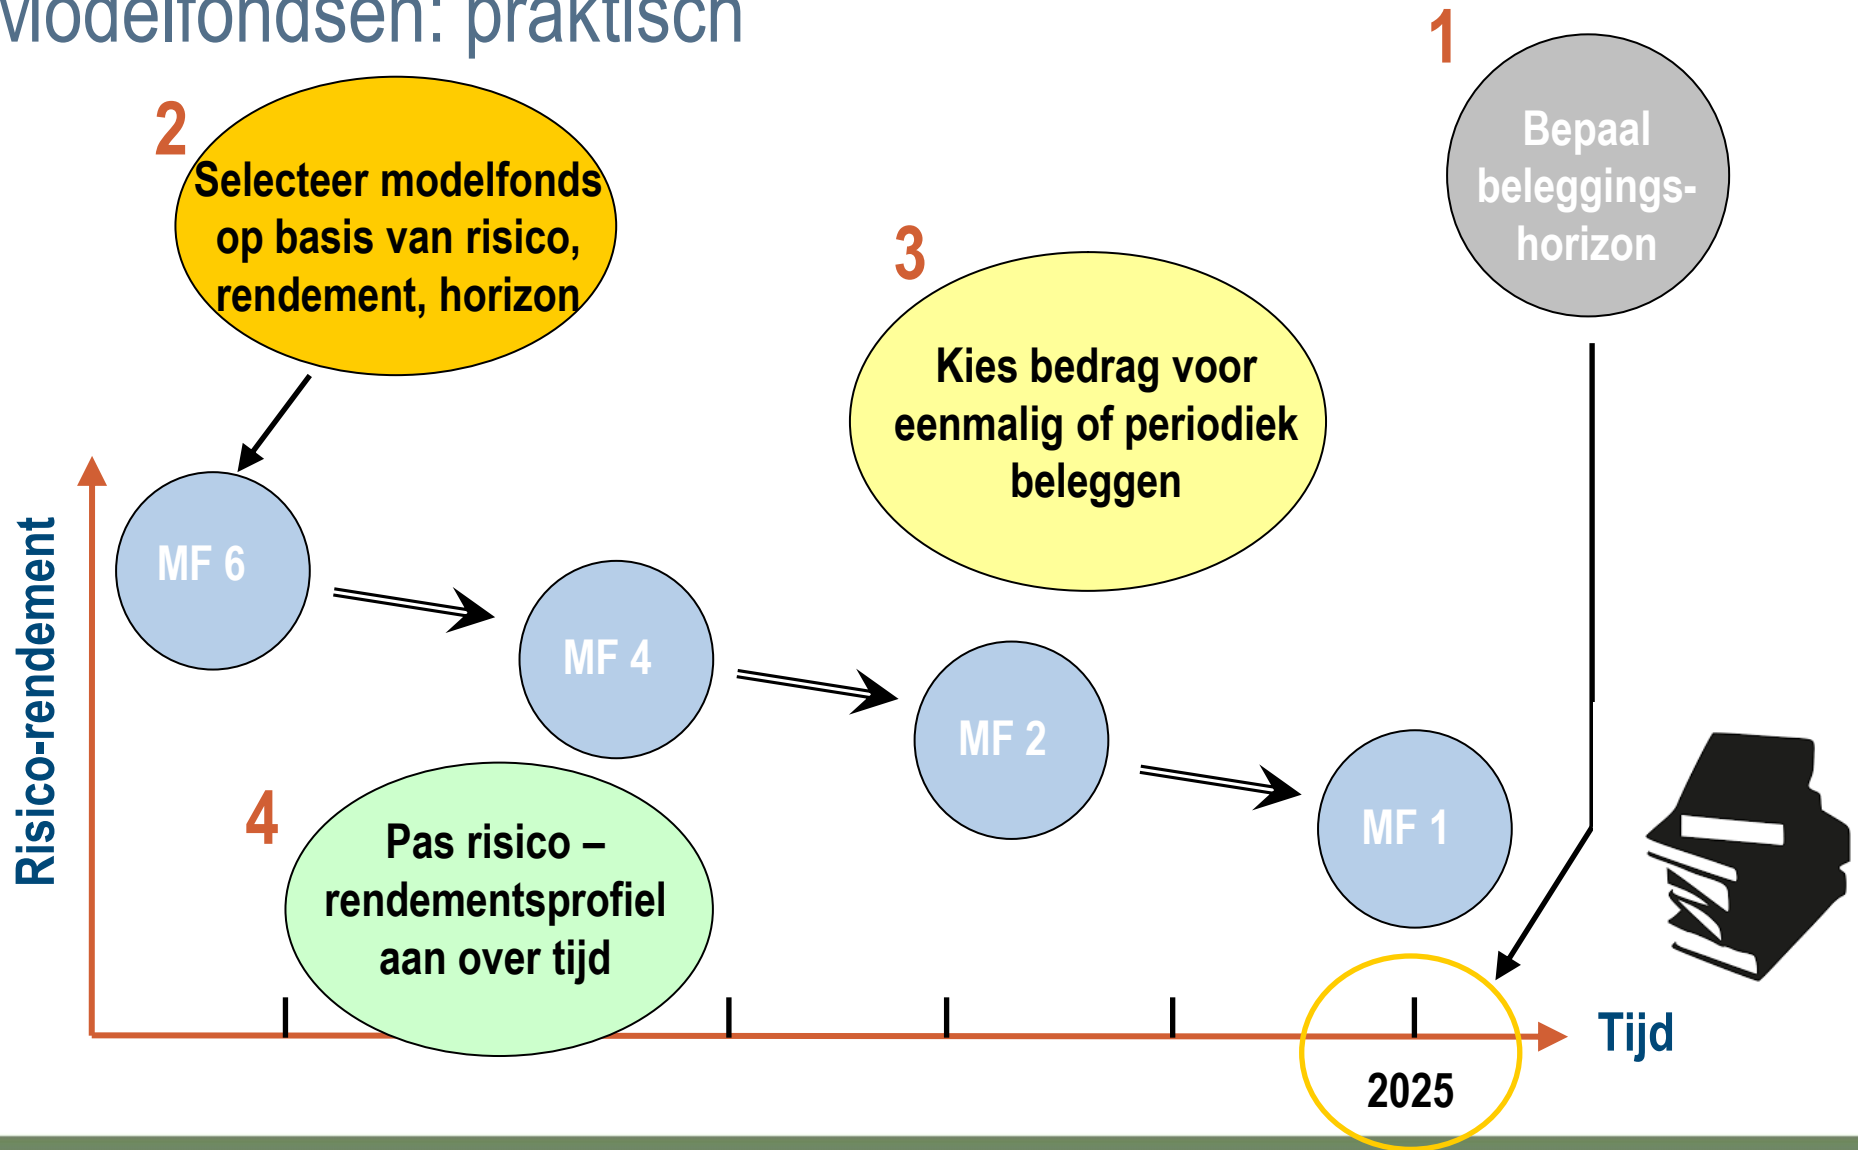 Modelfondsen: praktisch
1
Bepaal
beleggings-
horizon
2
Selecteer modelfonds
op basis van risico,
rendement, horizon
3
Kies bedrag voor
eenmalig of periodiek
beleggen
MF 6
MF 4
MF 2
MF 1
4
Pas risico –
rendementsprofiel
aan over tijd
Risico-rendement
Tijd
2025